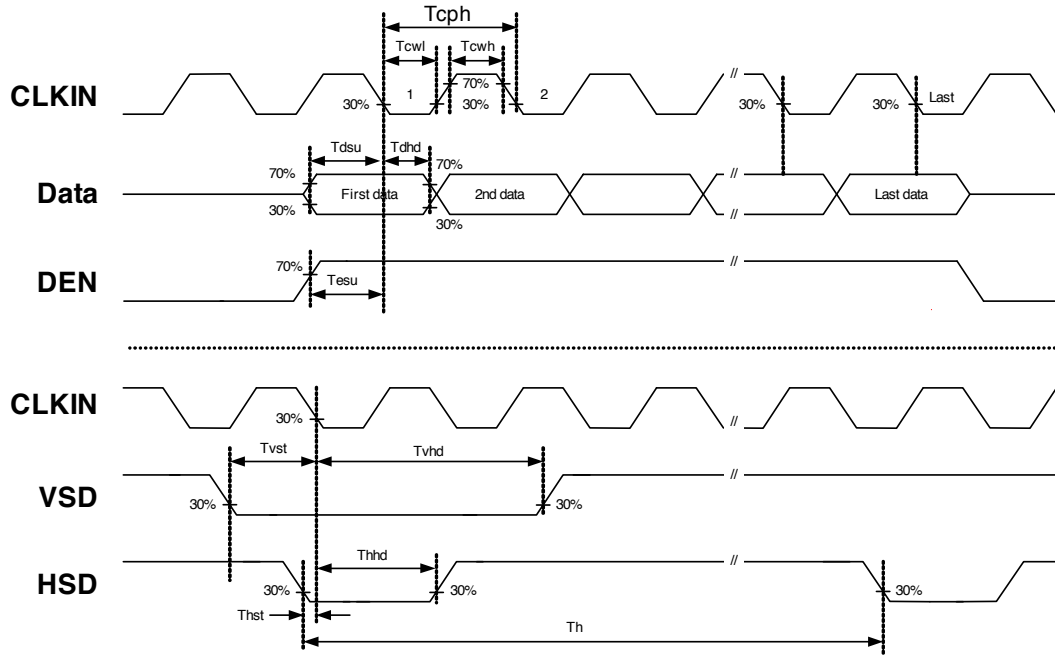 Tcph
Tcwl Tcwh
CLKIN 30% 1 70% 30% 2 // 30% 30% Last
Tdsu Tdhd
70% 70%
Data First data 2nd data // // Last data
30% 30%
DEN 70% Tesu //
CLKIN 30% //
Tvst Tvhd
VSD 30% 30% //
Thhd
HSD 30% 30% // 30%
Thst
Th